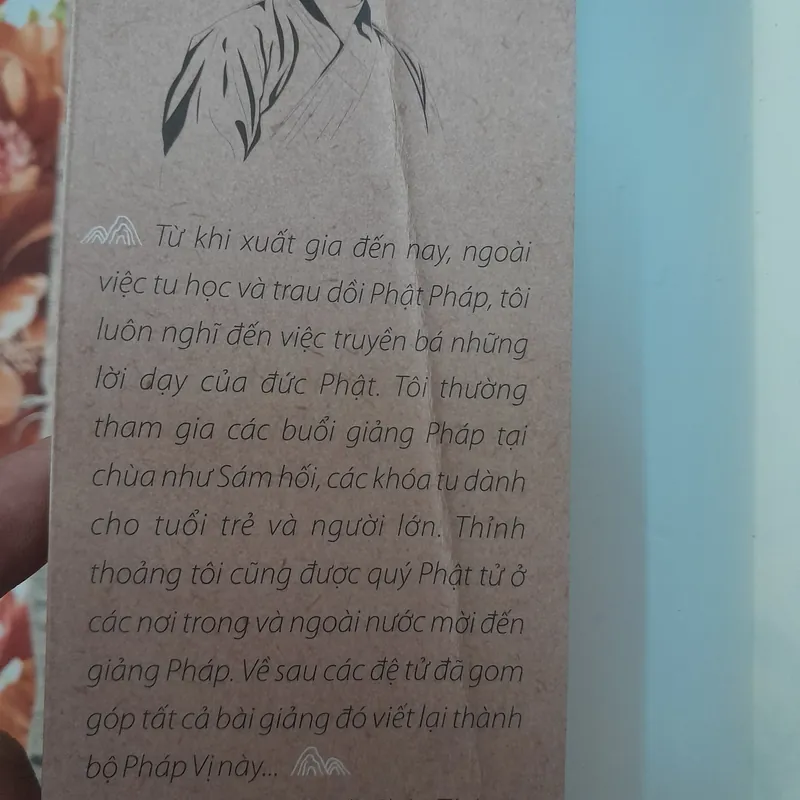 Từ khi xuất gia đến nay, ngoài
việc tu học và trau dồi Phật Pháp, tôi
luôn nghĩ đến việc truyền bá những
lời dạy của đức Phật. Tôi thường
tham gia các buổi giảng Pháp tại
chùa như Sám hối, các khóa tu dành
cho tuổi trẻ và người lớn. Thỉnh
thoảng tôi cũng được quý Phật tử ở
các nơi trong và ngoài nước mời đến
giảng Pháp. Về sau các đệ tử đã gom
góp tất cả bài giảng đó viết lại thành
bộ Pháp Vị này...